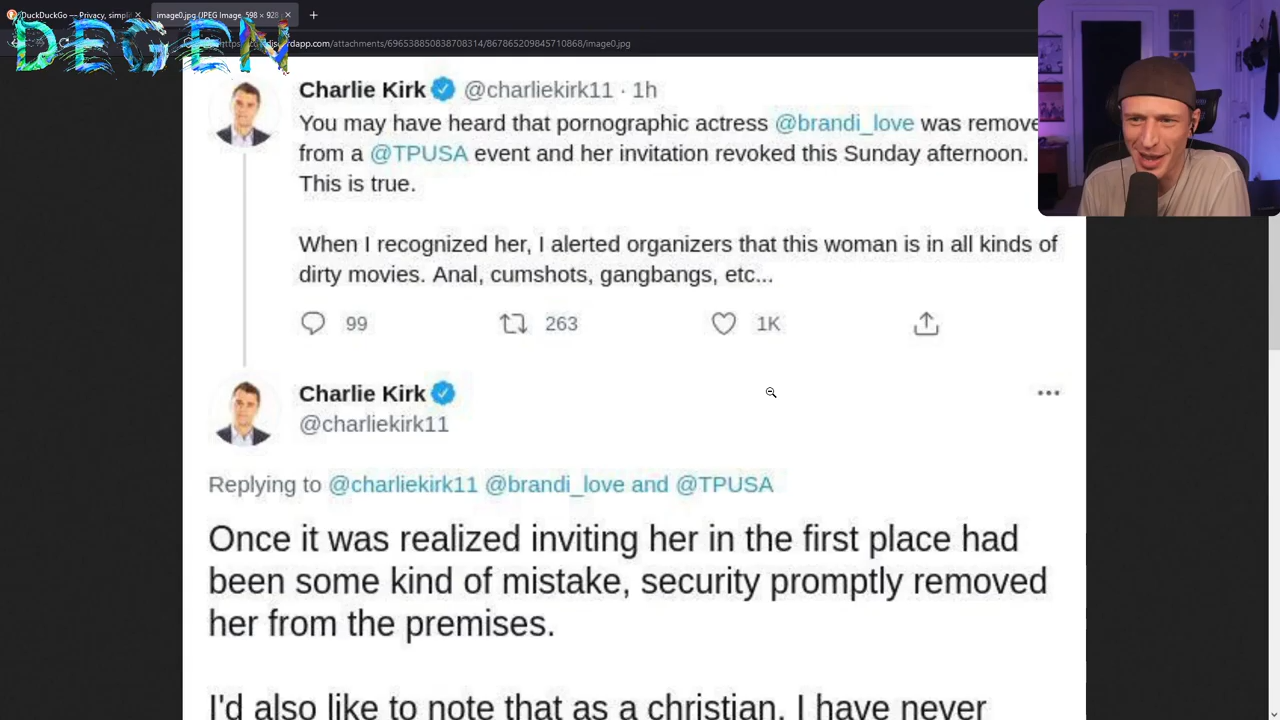 DuckDuckGo — Privacy, simpl
image0.jpg (JPEG Image, 598 × 928
DEGEN
dapp.com/attachments/696538850838708314/867865209845710868/image0.jpg
Charlie Kirk @charliekirk11 · 1h
You may have heard that pornographic actress @brandi_love was remove
from a @TPUSA event and her invitation revoked this Sunday afternoon.
This is true.
When I recognized her, I alerted organizers that this woman is in all kinds of
dirty movies. Anal, cumshots, gangbangs, etc...
99 263 1K
Charlie Kirk
@charliekirk11
Replying to @charliekirk11 @brandi_love and @TPUSA
Once it was realized inviting her in the first place had
been some kind of mistake, security promptly removed
her from the premises.
I'd also like to note that as a christian, I have never